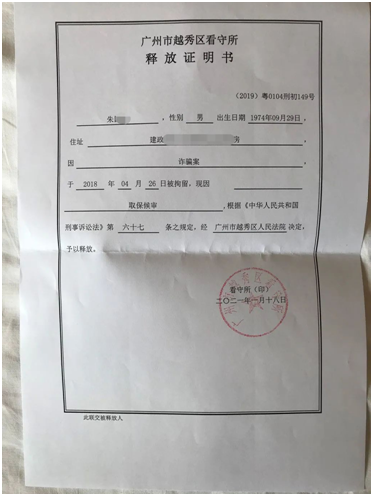 广州市越秀区看守所
释放证明书
（2019）粤0104刑初149号
朱 ，性别 男 出生日期 1974年09月29日，
住址 建政 房
因 诈骗案
于 2018 年 04 月 26 日被拘留，现因
取保候审 ，根据《中华人民共和国
刑事诉讼法》第 六十七 条之规定，经 广州市越秀区人民法院 决定，
予以释放。
看守所（印）
二〇二一年 月十八日
此联交被释放人